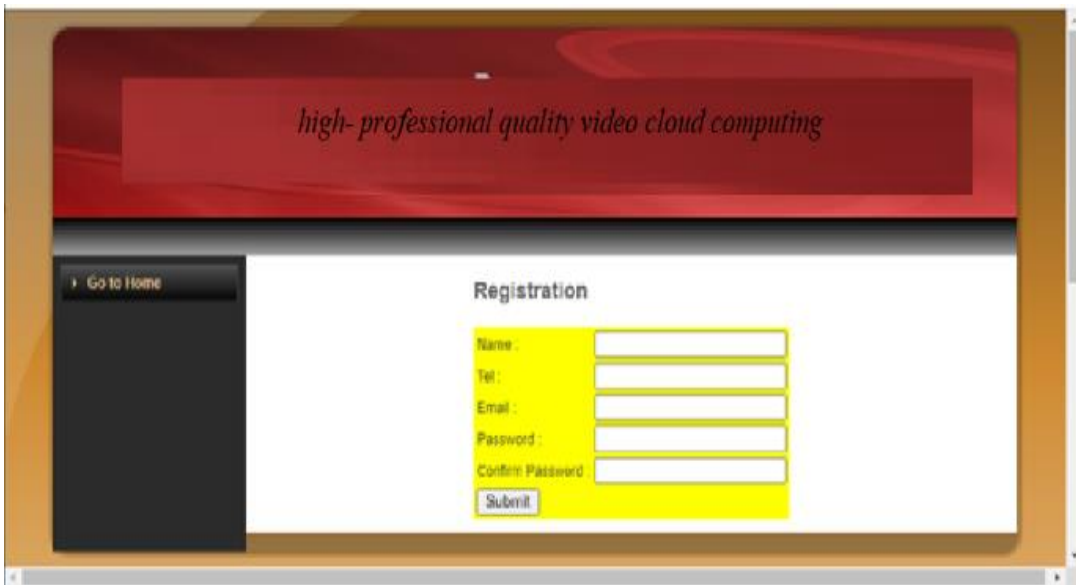 high- professional quality video cloud computing
Go to Home
Registration
Name :
Tel :
Email :
Password :
Confirm Password :
Submit